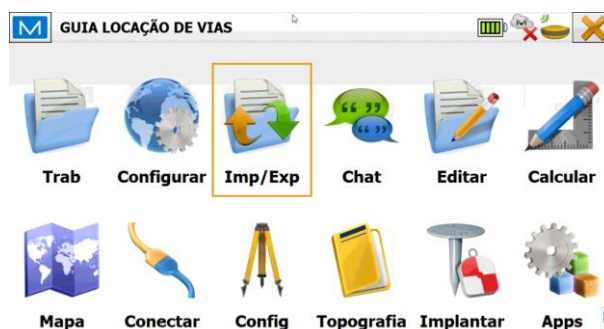 GUIA LOCAÇÃO DE VIAS
Trab Configurar Imp/Exp Chat Editar Calcular
Mapa Conectar Config Topografia Implantar Apps